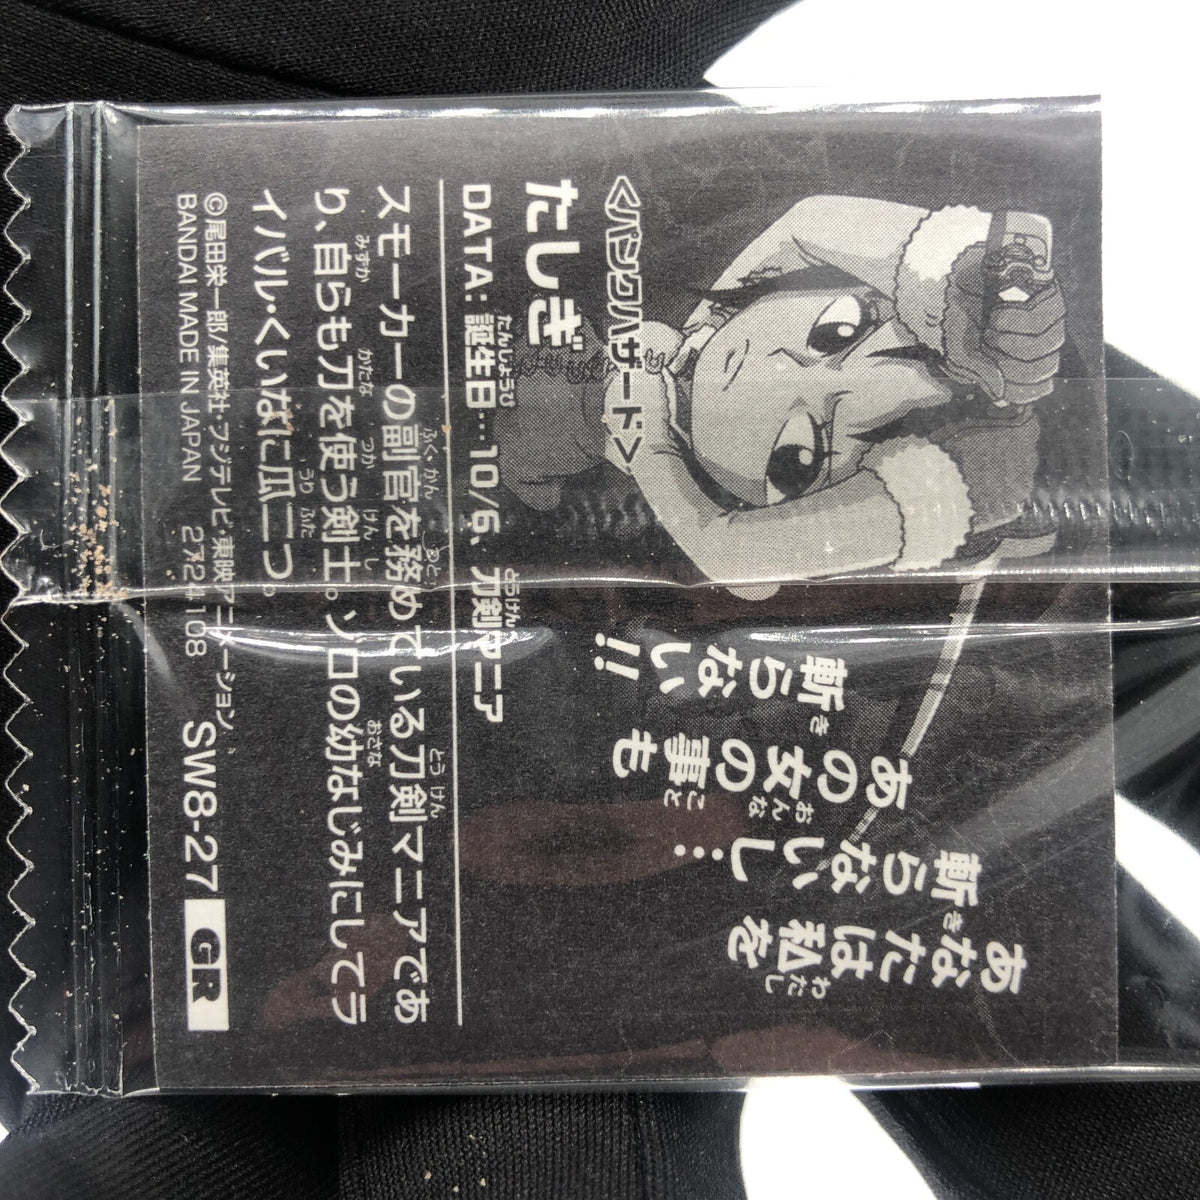 あなたは私を
斬らないし…
あの女の事も
斬らない!!
<パンクハザード>
たしぎ
DATA:誕生日…10/6、刀剣マニア
スモーカーの副官を務めている刀剣マニアであ
り、自らも刀を使う剣士。ゾロの幼なじみにしてラ
イバル・くいなに瓜二つ。
©尾田栄一郎/集英社・フジテレビ・東映アニメーション
BANDAI MADE IN JAPAN 2724108 SW8-27 GR